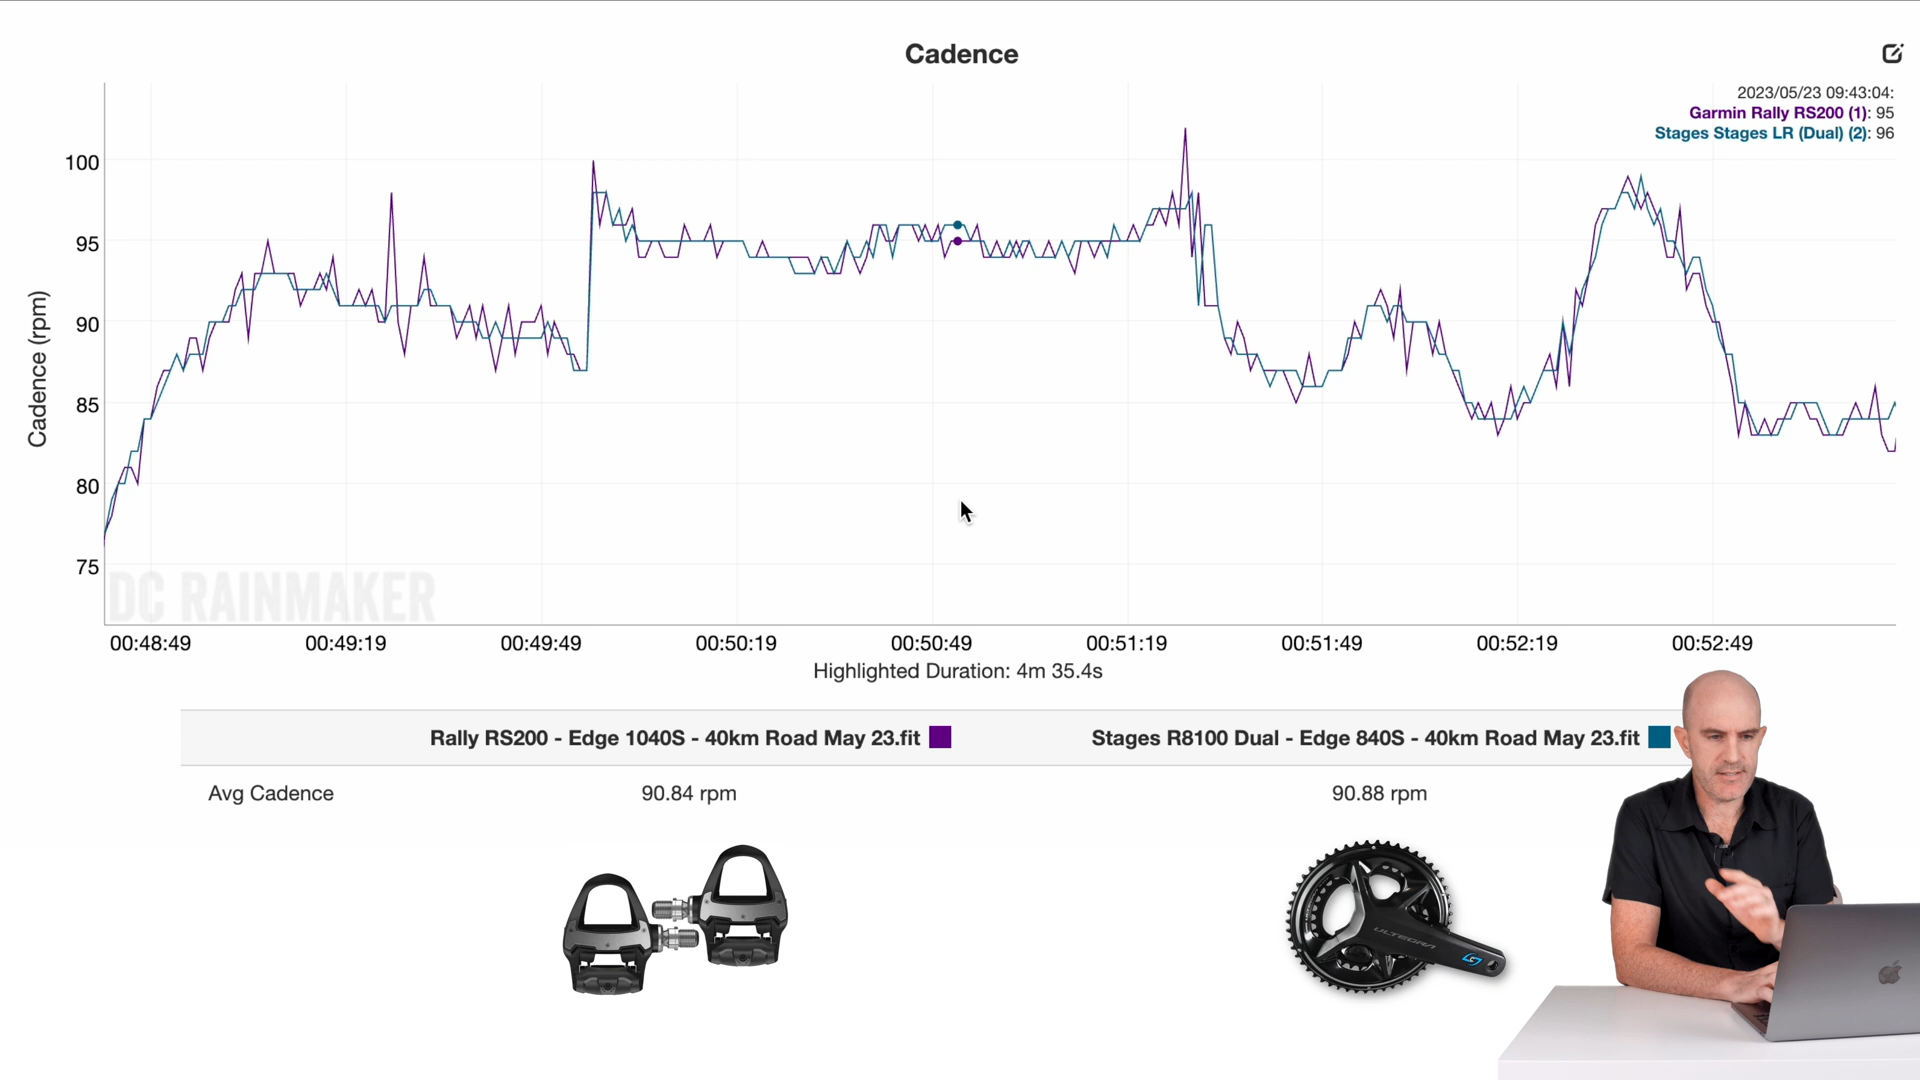 Cadence
2023/05/23 09:43:04:
Garmin Rally RS200 (1): 95
Stages Stages LR (Dual) (2): 96
Cadence (rpm)
100
95
90
85
80
75
DC RAINMAKER
00:48:49 00:49:19 00:49:49 00:50:19 00:50:49 00:51:19 00:51:49 00:52:19 00:52:49
Highlighted Duration: 4m 35.4s
Rally RS200 - Edge 1040S - 40km Road May 23.fit Stages R8100 Dual - Edge 840S - 40km Road May 23.fit
Avg Cadence 90.84 rpm 90.88 rpm
ULTEGRA